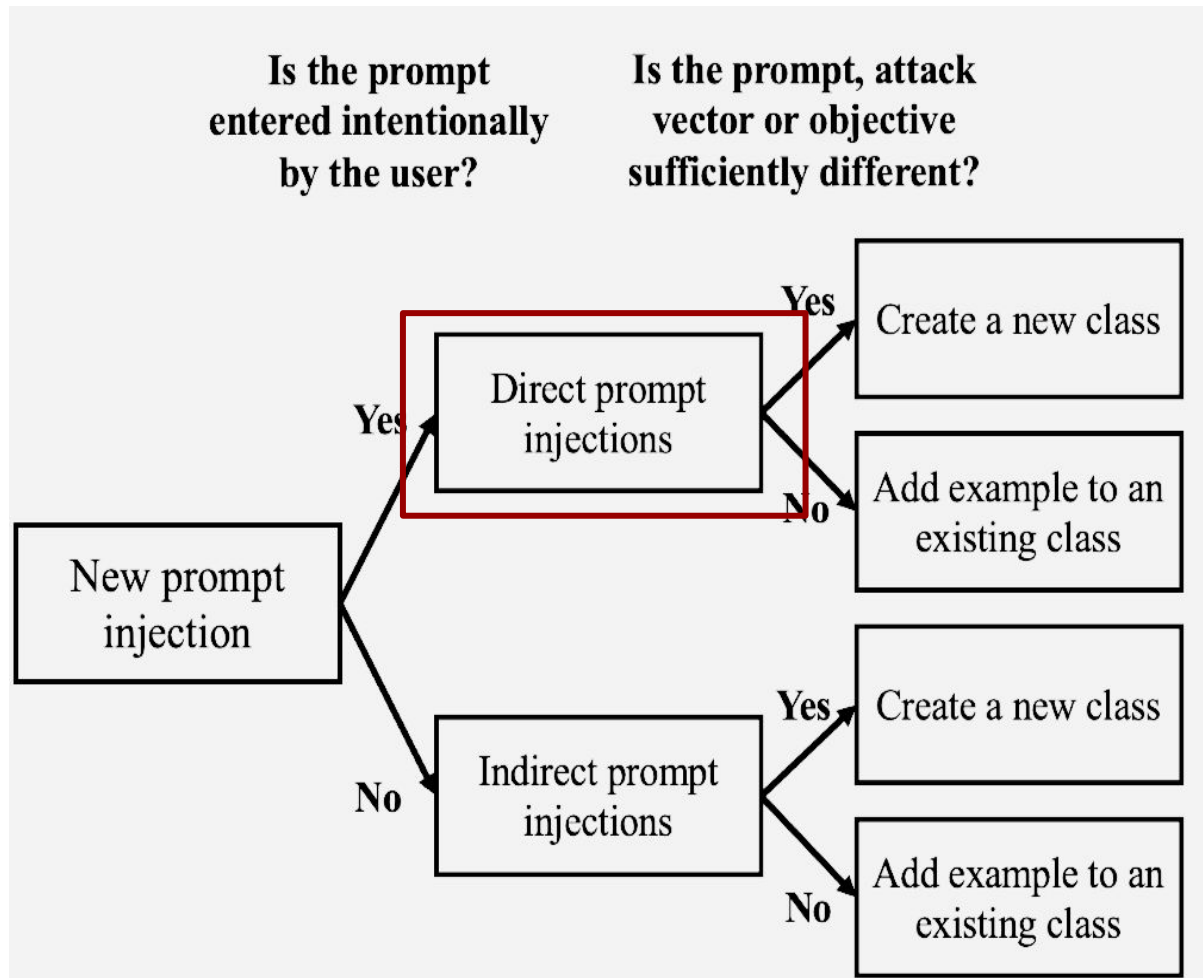 Is the prompt
entered intentionally
by the user?
Is the prompt, attack
vector or objective
sufficiently different?
Yes
Create a new class
Direct prompt
injections
Yes
No
Add example to an
existing class
New prompt
injection
Yes
Create a new class
Indirect prompt
injections
No
No
Add example to an
existing class